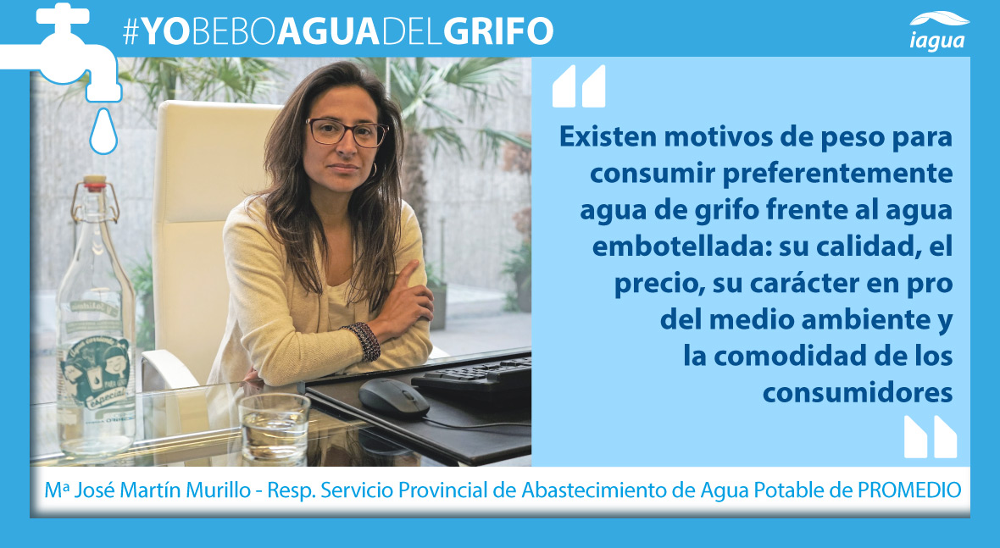 #YOBEBOAGUADELGRIFO
iagua
Existen motivos de peso para
consumir preferentemente
agua de grifo frente al agua
embotellada: su calidad, el
precio, su carácter en pro
del medio ambiente y
la comodidad de los
consumidores
especial
Mª José Martín Murillo - Resp. Servicio Provincial de Abastecimiento de Agua Potable de PROMEDIO